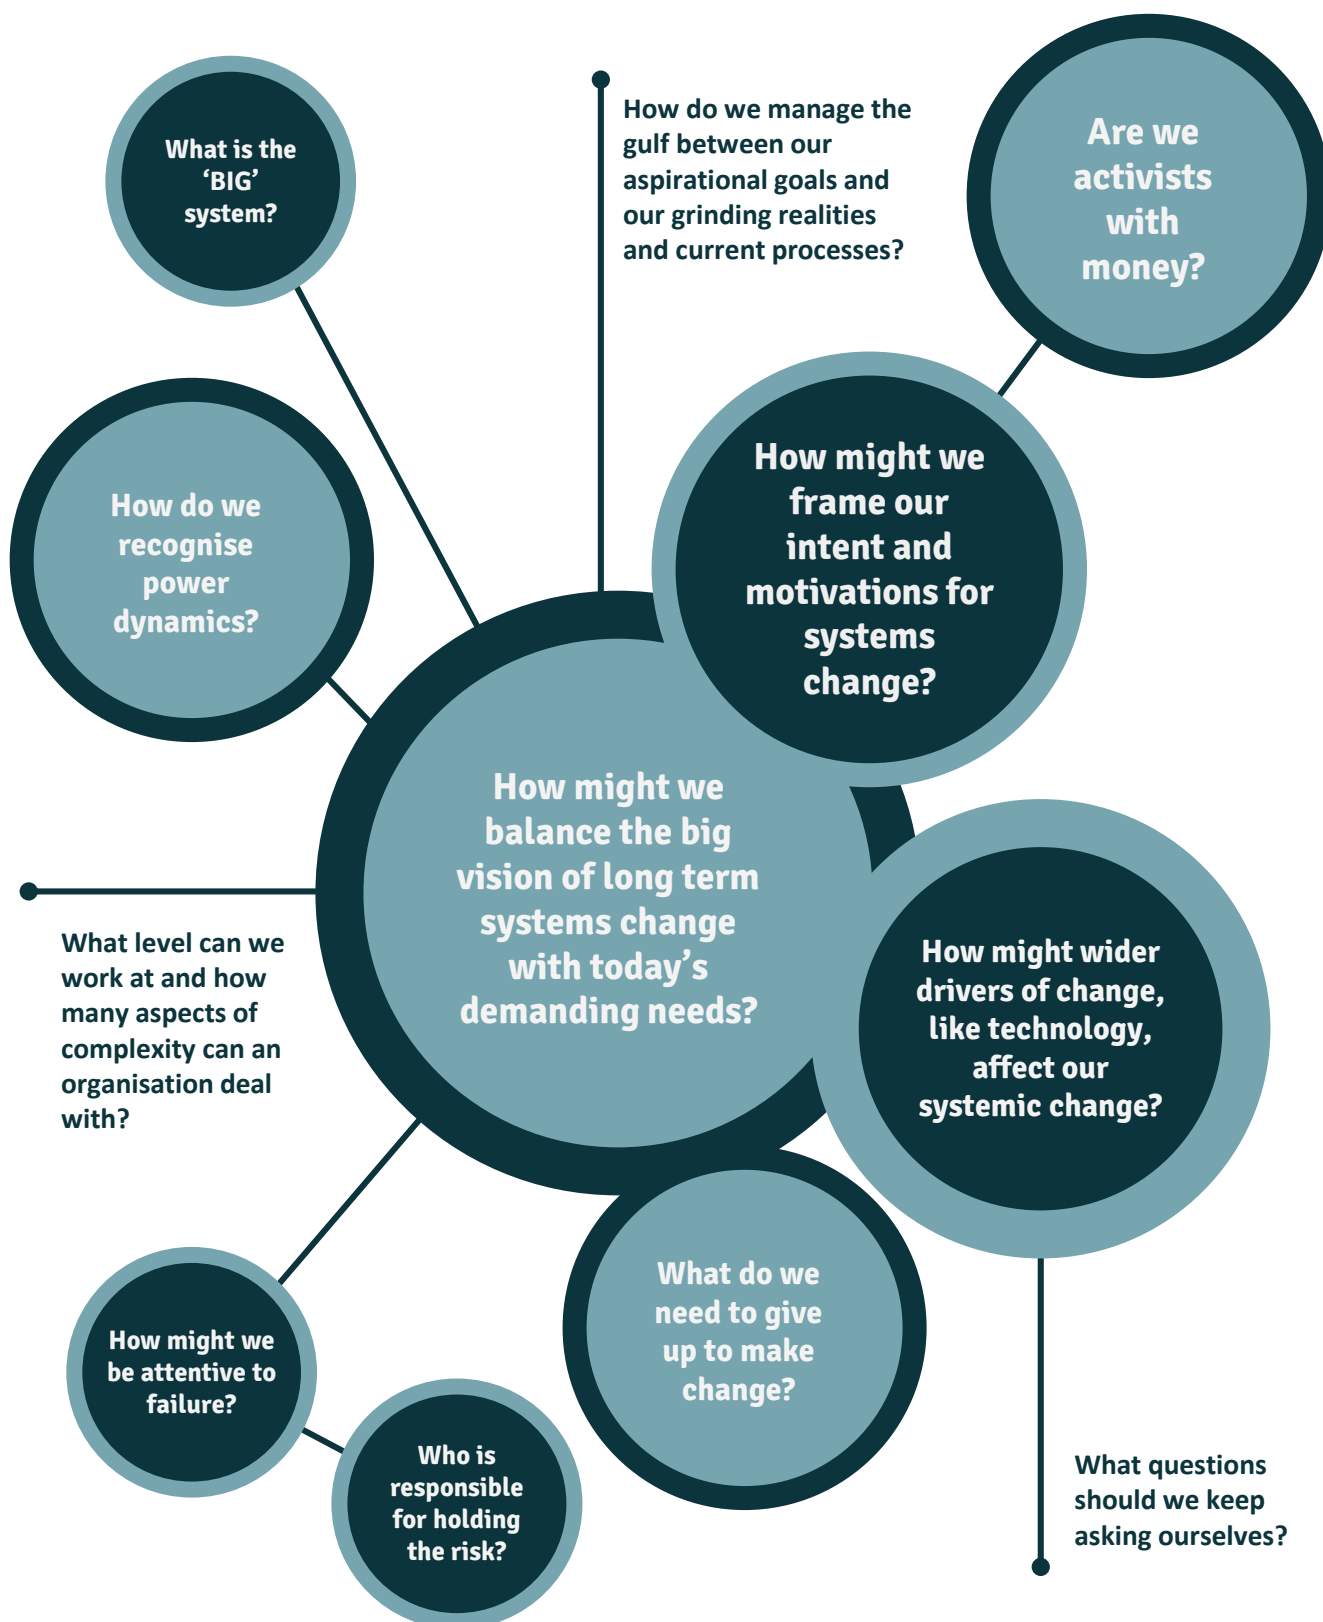 What is the
‘BIG’
system?
How do we manage the
gulf between our
aspirational goals and
our grinding realities
and current processes?
Are we
activists
with
money?
How do we
recognise
power
dynamics?
How might we
frame our
intent and
motivations for
systems
change?
How might we
balance the big
vision of long term
systems change
with today’s
demanding needs?
What level can we
work at and how
many aspects of
complexity can an
organisation deal
with?
How might wider
drivers of change,
like technology,
affect our
systemic change?
What do we
need to give
up to make
change?
How might we
be attentive to
failure?
Who is
responsible
for holding
the risk?
What questions
should we keep
asking ourselves?